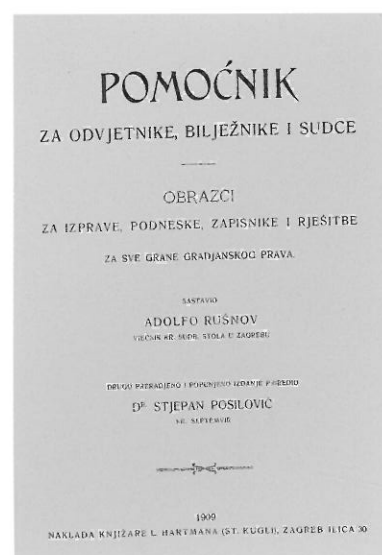 POMOĆNIK
ZA ODVJETNIKE, BILJEŽNIKE I SUDCE
OBRAZCI
ZA IZPRAVE, PODNESKE, ZAPISNIKE I RJEŠITBE
ZA SVE GRANE GRADJANSKOG PRAVA.
SASTAVIO
ADOLFO RUŠNOV
VIEĆNIK KR. SUDB. STOLA U ZAGREBU.
DRUGO PRERADJENO I POPUNJENO IZDANJE PRIREDIO
DR STJEPAN POSILOVIĆ
KR. SEPTEMVIR
1909
NAKLADA KNJIŽARE L. HARTMANA (ST. KUGLI), ZAGREB ILICA 30